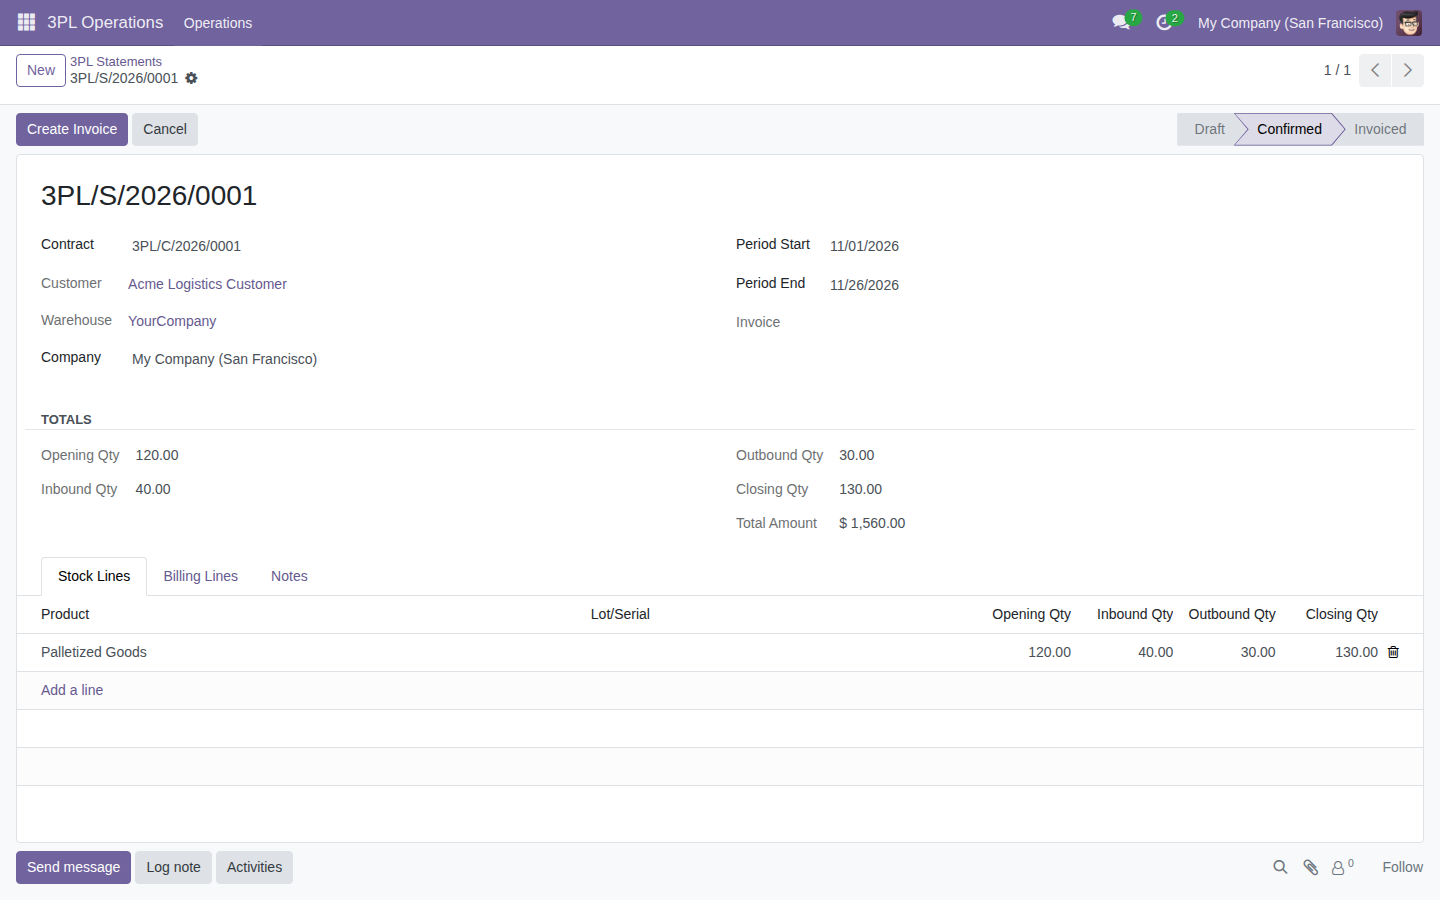 3PL Operations Operations 7 2 My Company (San Francisco)
New 3PL Statements
3PL/S/2026/0001 1 / 1
Create Invoice Cancel Draft Confirmed Invoiced
3PL/S/2026/0001
Contract 3PL/C/2026/0001 Period Start 11/01/2026
Customer Acme Logistics Customer Period End 11/26/2026
Warehouse YourCompany Invoice
Company My Company (San Francisco)
TOTALS
Opening Qty 120.00 Outbound Qty 30.00
Inbound Qty 40.00 Closing Qty 130.00
Total Amount $ 1,560.00
Stock Lines Billing Lines Notes
Product Lot/Serial Opening Qty Inbound Qty Outbound Qty Closing Qty
Palletized Goods 120.00 40.00 30.00 130.00
Add a line
Send message Log note Activities 0 Follow